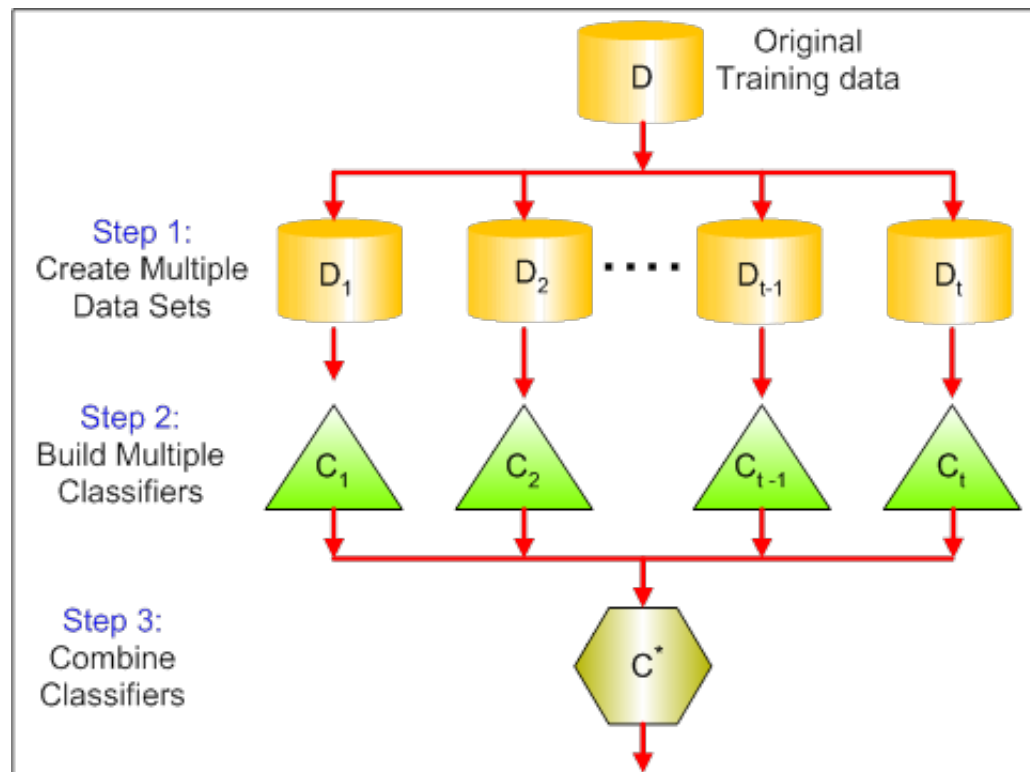 D
Original
Training data
Step 1:
Create Multiple
Data Sets
D₁
D₂
....
Dₜ₋₁
Dₜ
Step 2:
Build Multiple
Classifiers
C₁
C₂
Cₜ₋₁
Cₜ
Step 3:
Combine
Classifiers
C*